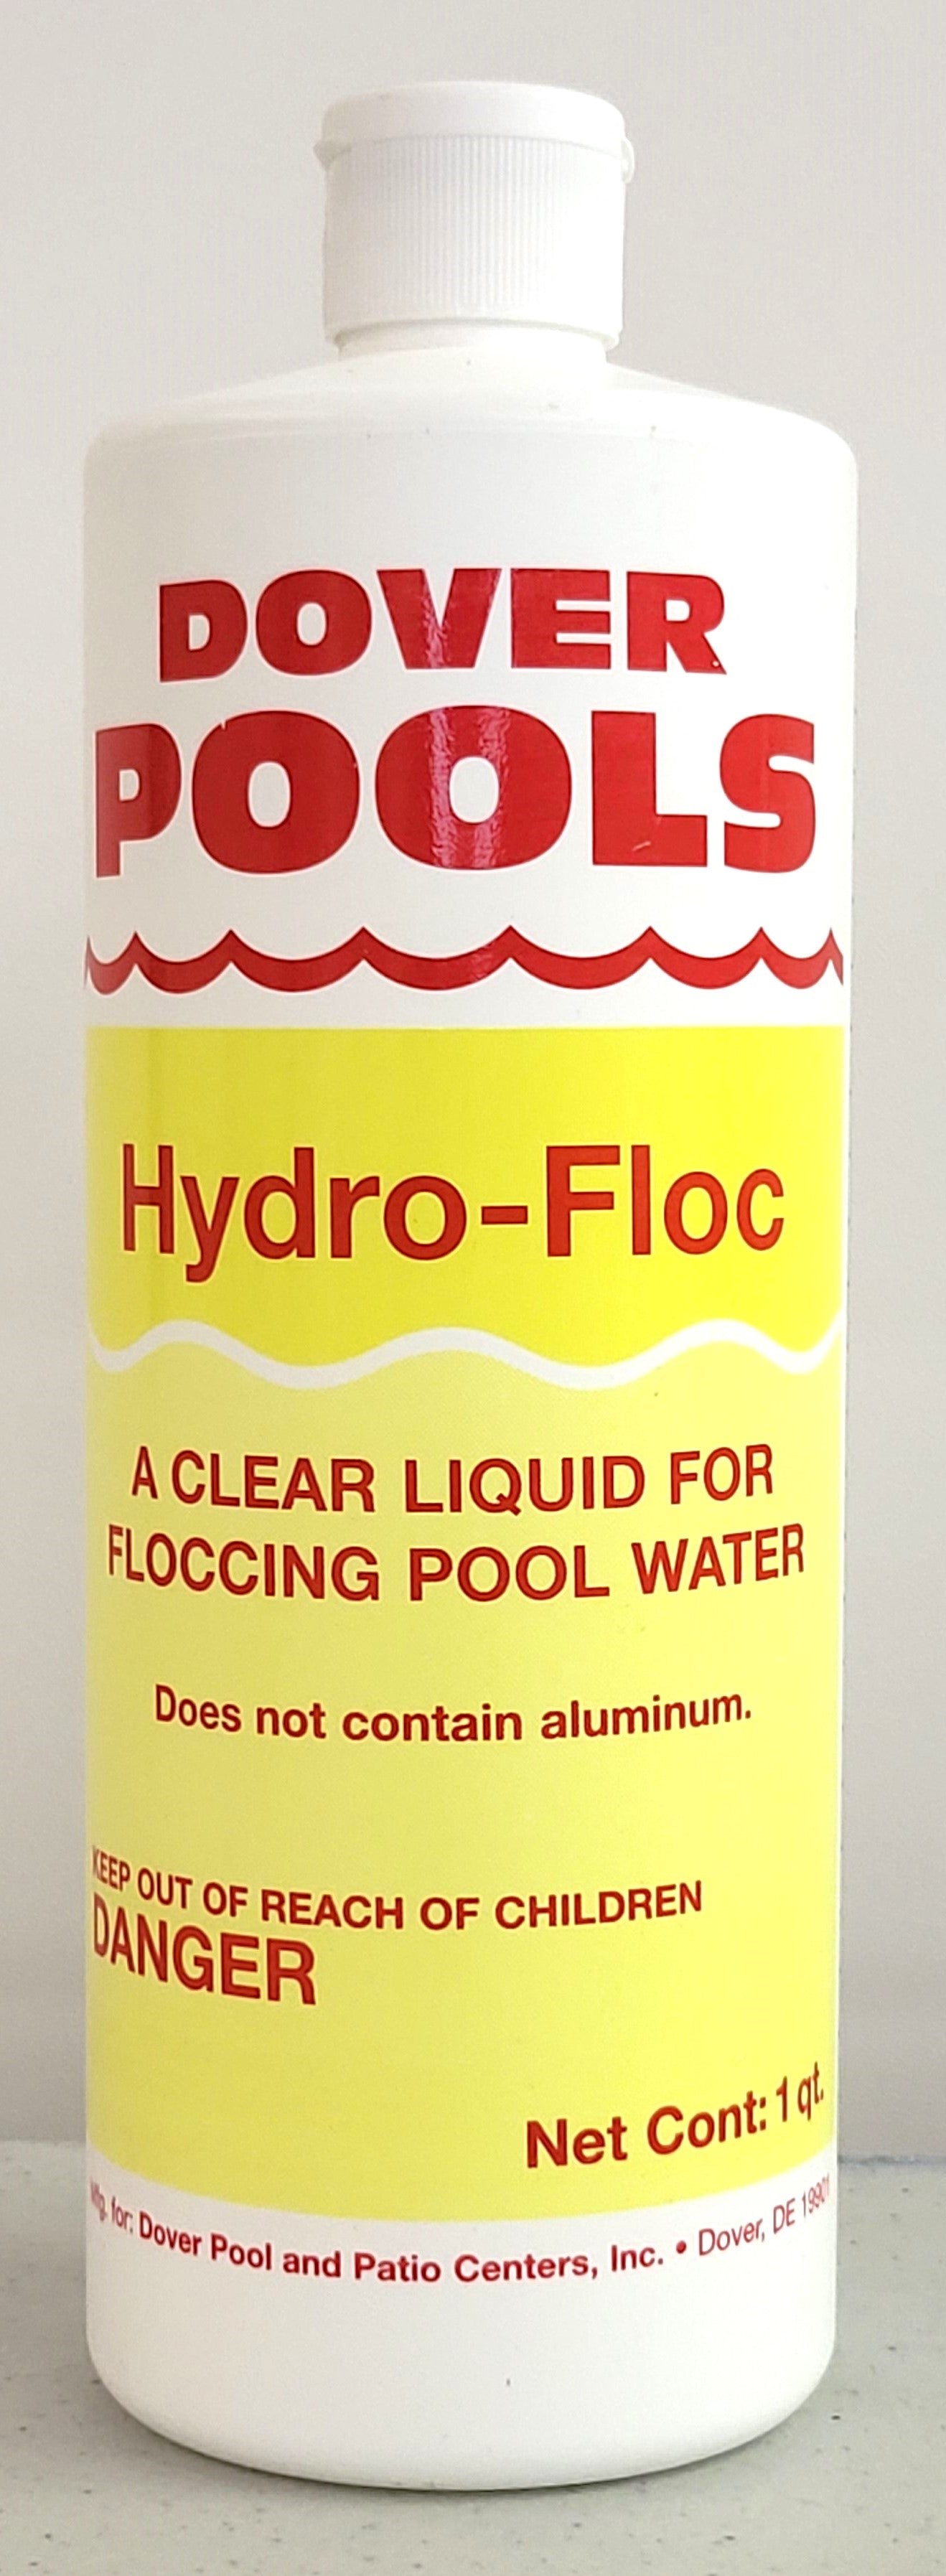 DOVER
POOLS
Hydro-Floc
A CLEAR LIQUID FOR
FLOCCING POOL WATER
Does not contain aluminum.
KEEP OUT OF REACH OF CHILDREN
DANGER
Net Cont: 1 qt.
Mfg. for: Dover Pool and Patio Centers, Inc. • Dover, DE 19901